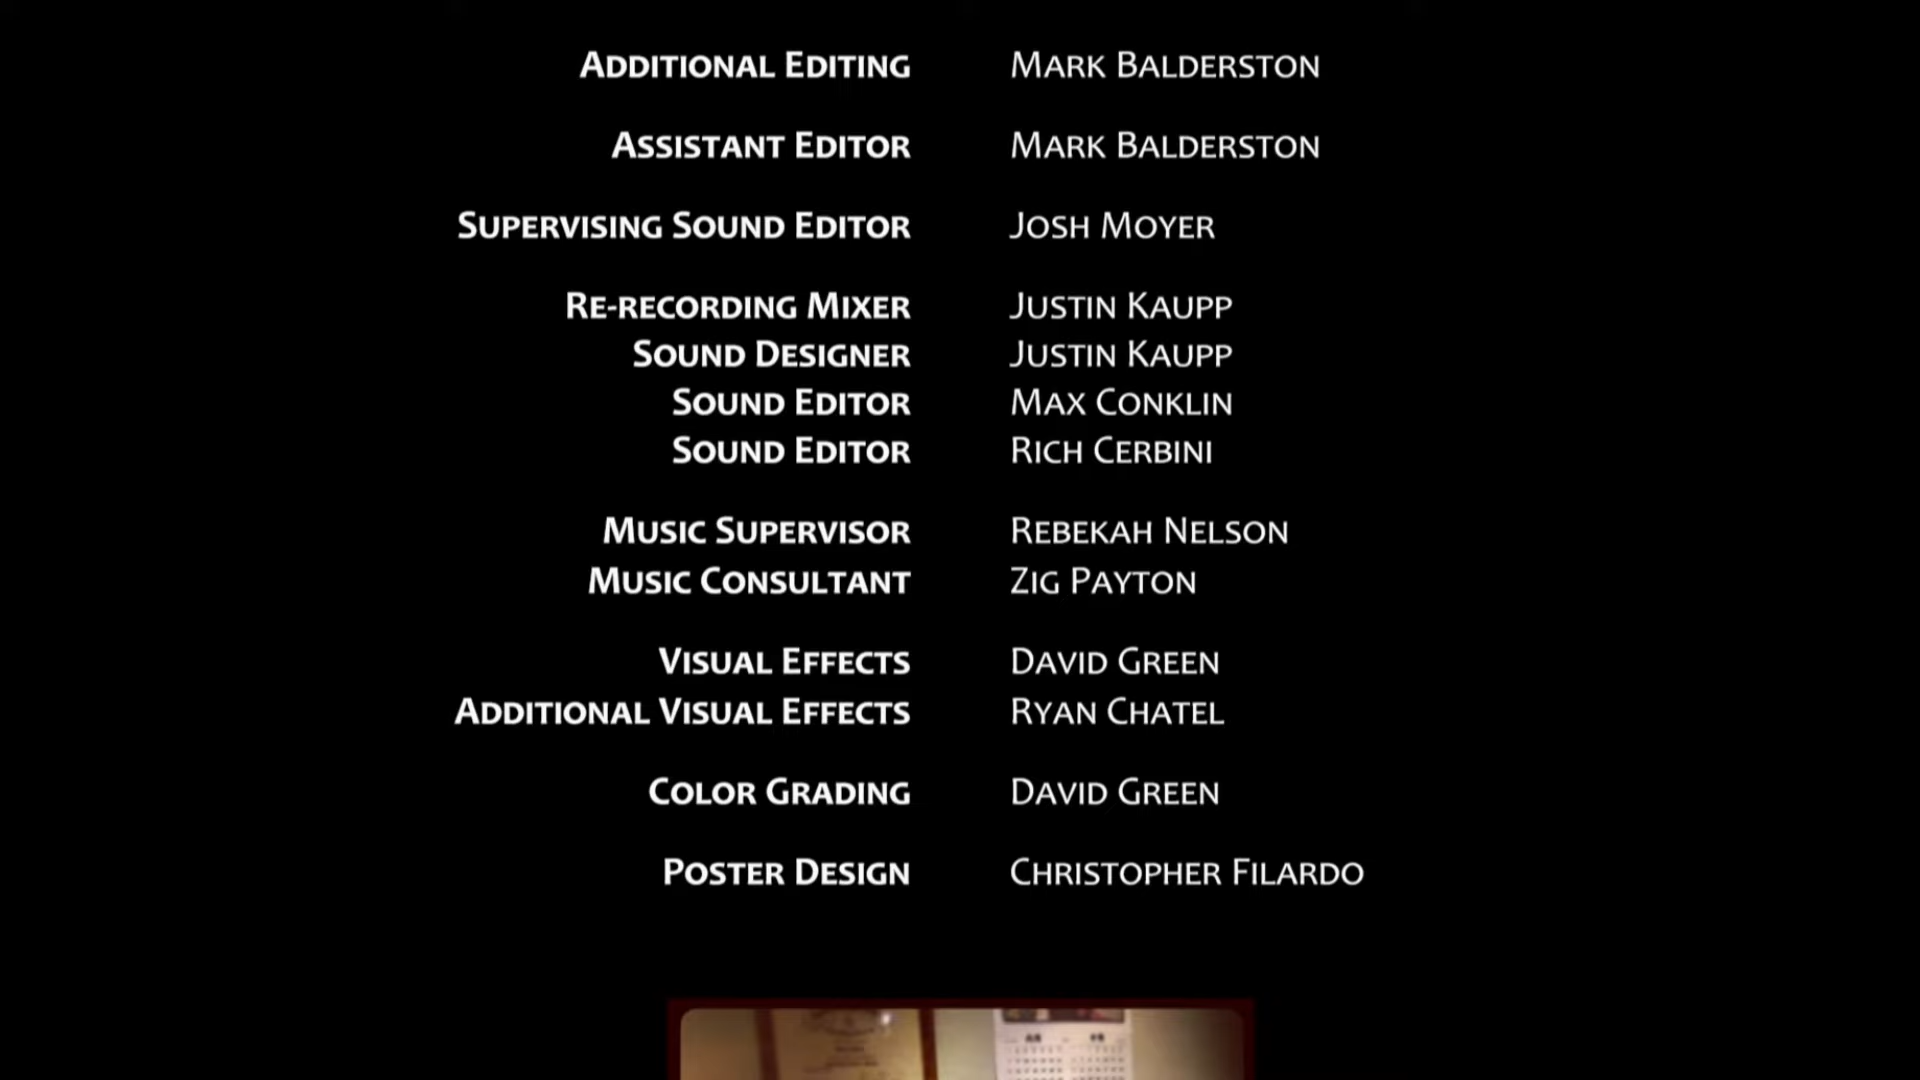 Additional Editing Mark Balderston
Assistant Editor Mark Balderston
Supervising Sound Editor Josh Moyer
Re-recording Mixer Justin Kaupp
Sound Designer Justin Kaupp
Sound Editor Max Conklin
Sound Editor Rich Cerbini
Music Supervisor Rebekah Nelson
Music Consultant Zig Payton
Visual Effects David Green
Additional Visual Effects Ryan Chatel
Color Grading David Green
Poster Design Christopher Filardo